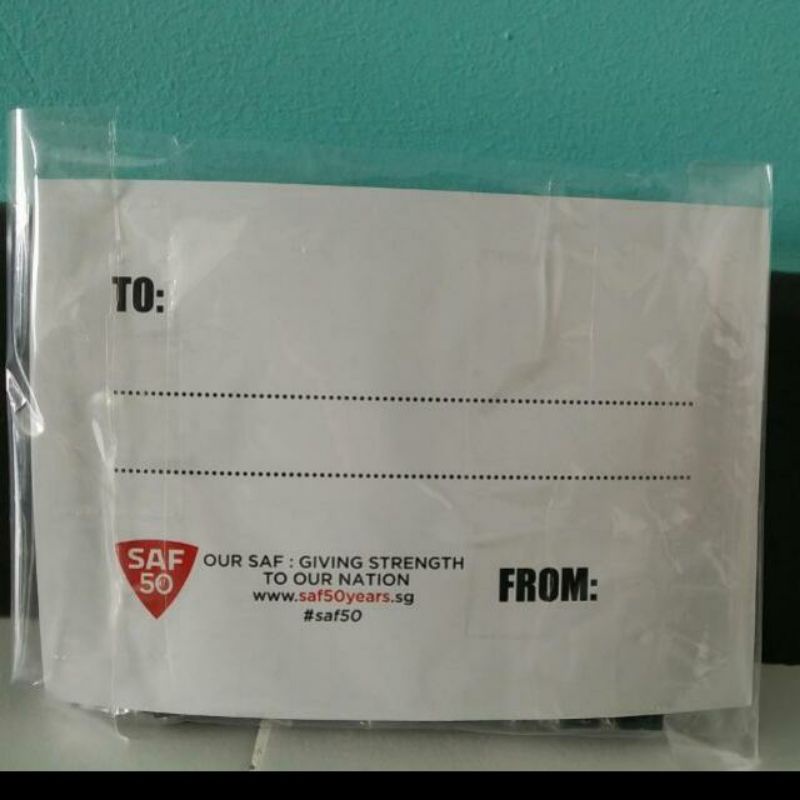 TO:
SAF
50
OUR SAF : GIVING STRENGTH
TO OUR NATION
www.saf50years.sg
#saf50
FROM: